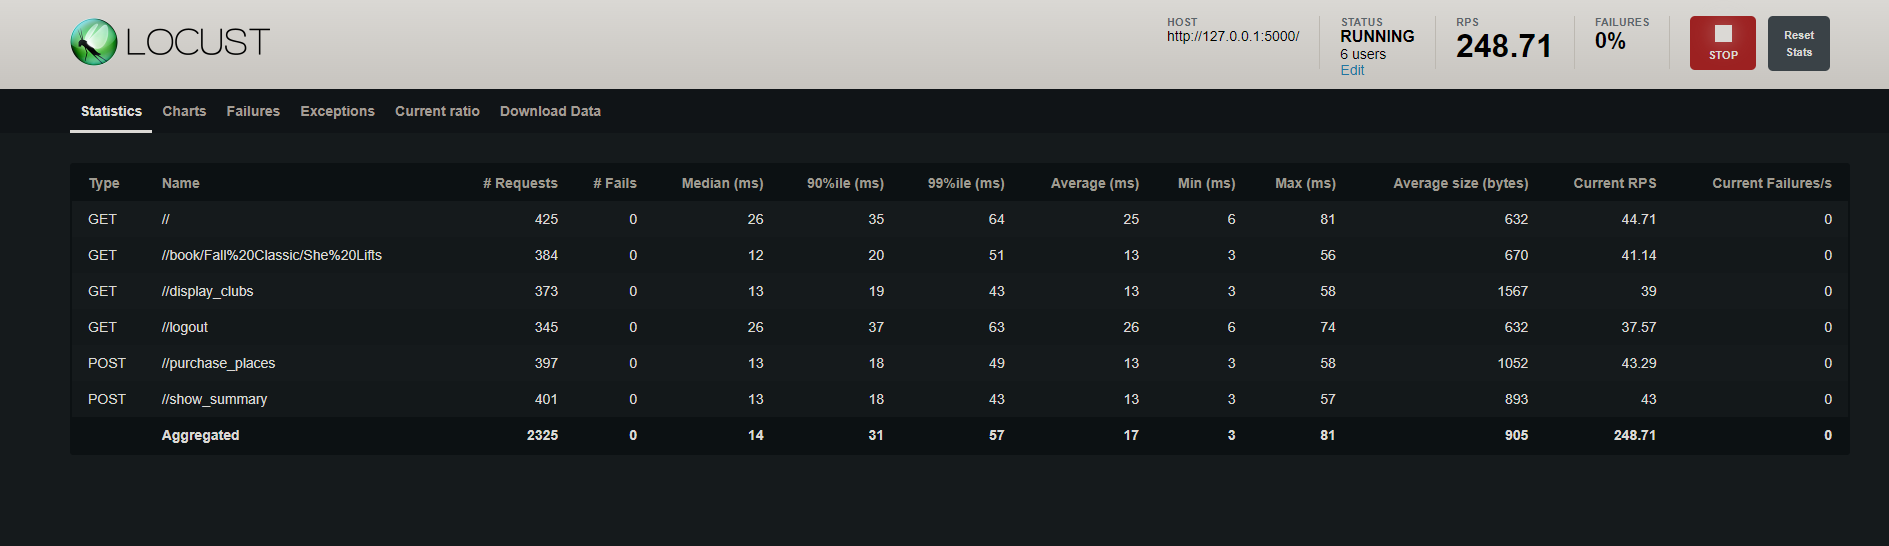 LOCUST
HOST
http://127.0.0.1:5000/
STATUS
RUNNING
6 users
Edit
RPS
248.71
FAILURES
0%
STOP
Reset
Stats
Statistics Charts Failures Exceptions Current ratio Download Data
Type Name # Requests # Fails Median (ms) 90%ile (ms) 99%ile (ms) Average (ms) Min (ms) Max (ms) Average size (bytes) Current RPS Current Failures/s
GET // 425 0 26 35 64 25 6 81 632 44.71 0
GET //book/Fall%20Classic/She%20Lifts 384 0 12 20 51 13 3 56 670 41.14 0
GET //display_clubs 373 0 13 19 43 13 3 58 1567 39 0
GET //logout 345 0 26 37 63 26 6 74 632 37.57 0
POST //purchase_places 397 0 13 18 49 13 3 58 1052 43.29 0
POST //show_summary 401 0 13 18 43 13 3 57 893 43 0
Aggregated 2325 0 14 31 57 17 3 81 905 248.71 0